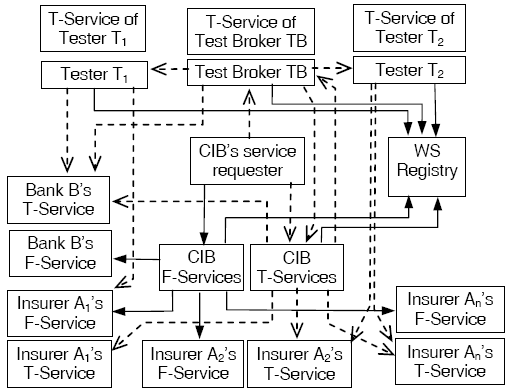 T-Service of
Tester T1
T-Service of
Test Broker TB
T-Service of
Tester T2
Tester T1
Test Broker TB
Tester T2
CIB's service
requester
WS
Registry
Bank B's
T-Service
Bank B's
F-Service
CIB
F-Services
CIB
T-Services
Insurer A1's
F-Service
Insurer An's
F-Service
Insurer A1's
T-Service
Insurer A2's
F-Service
Insurer A2's
T-Service
Insurer An's
T-Service